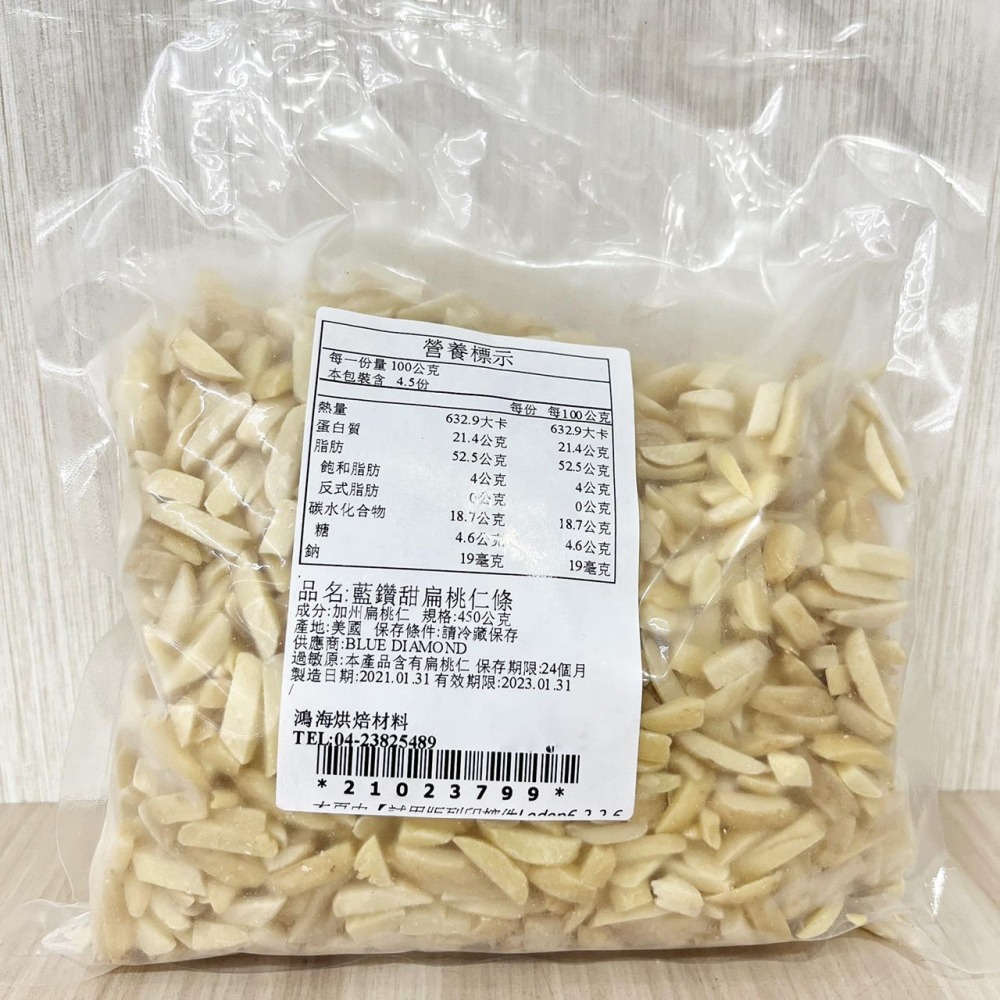 營養標示
每一份量 100公克
本包裝含 4.5份
每份 每100公克
熱量 632.9大卡 632.9大卡
蛋白質 21.4公克 21.4公克
脂肪 52.5公克 52.5公克
飽和脂肪 4公克 4公克
反式脂肪 0公克 0公克
碳水化合物 18.7公克 18.7公克
糖 4.6公克 4.6公克
鈉 19毫克 19毫克
品 名:藍鑽甜扁桃仁條
成分:加州扁桃仁 規格:450公克
產地:美國 保存條件:請冷藏保存
供應商:BLUE DIAMOND
過敏原:本產品含有扁桃仁 保存期限:24個月
製造日期:2021.01.31 有效期限:2023.01.31
/
鴻海烘焙材料
TEL:04-23825489
*21023799*